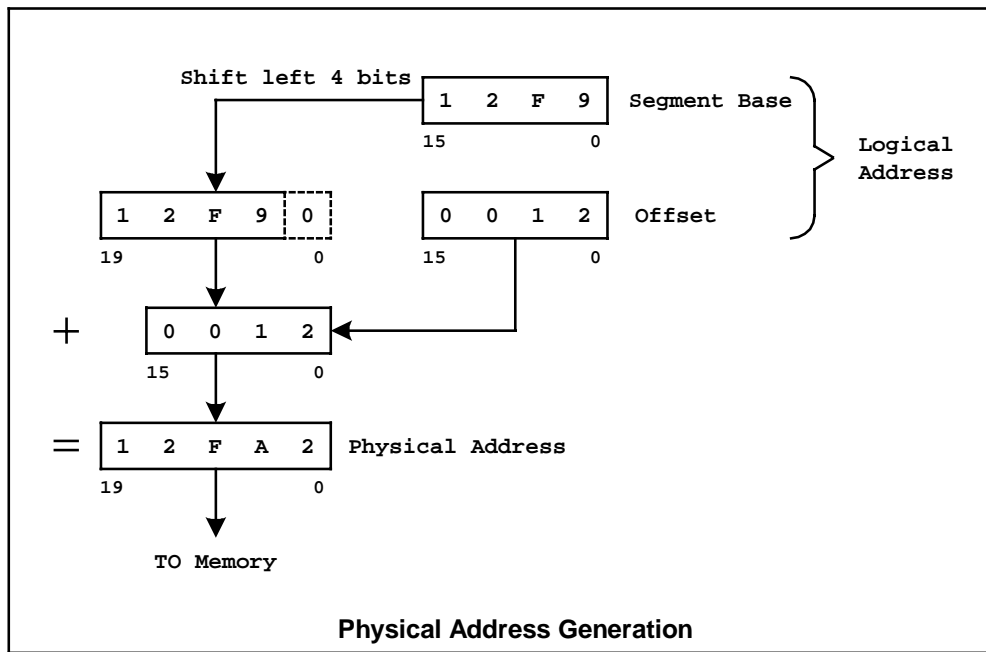 Shift left 4 bits
1 2 F 9 Segment Base
15 0
Logical
Address
1 2 F 9 0 0 0 1 2 Offset
19 0 15 0
+ 0 0 1 2
15 0
= 1 2 F A 2 Physical Address
19 0
TO Memory
Physical Address Generation